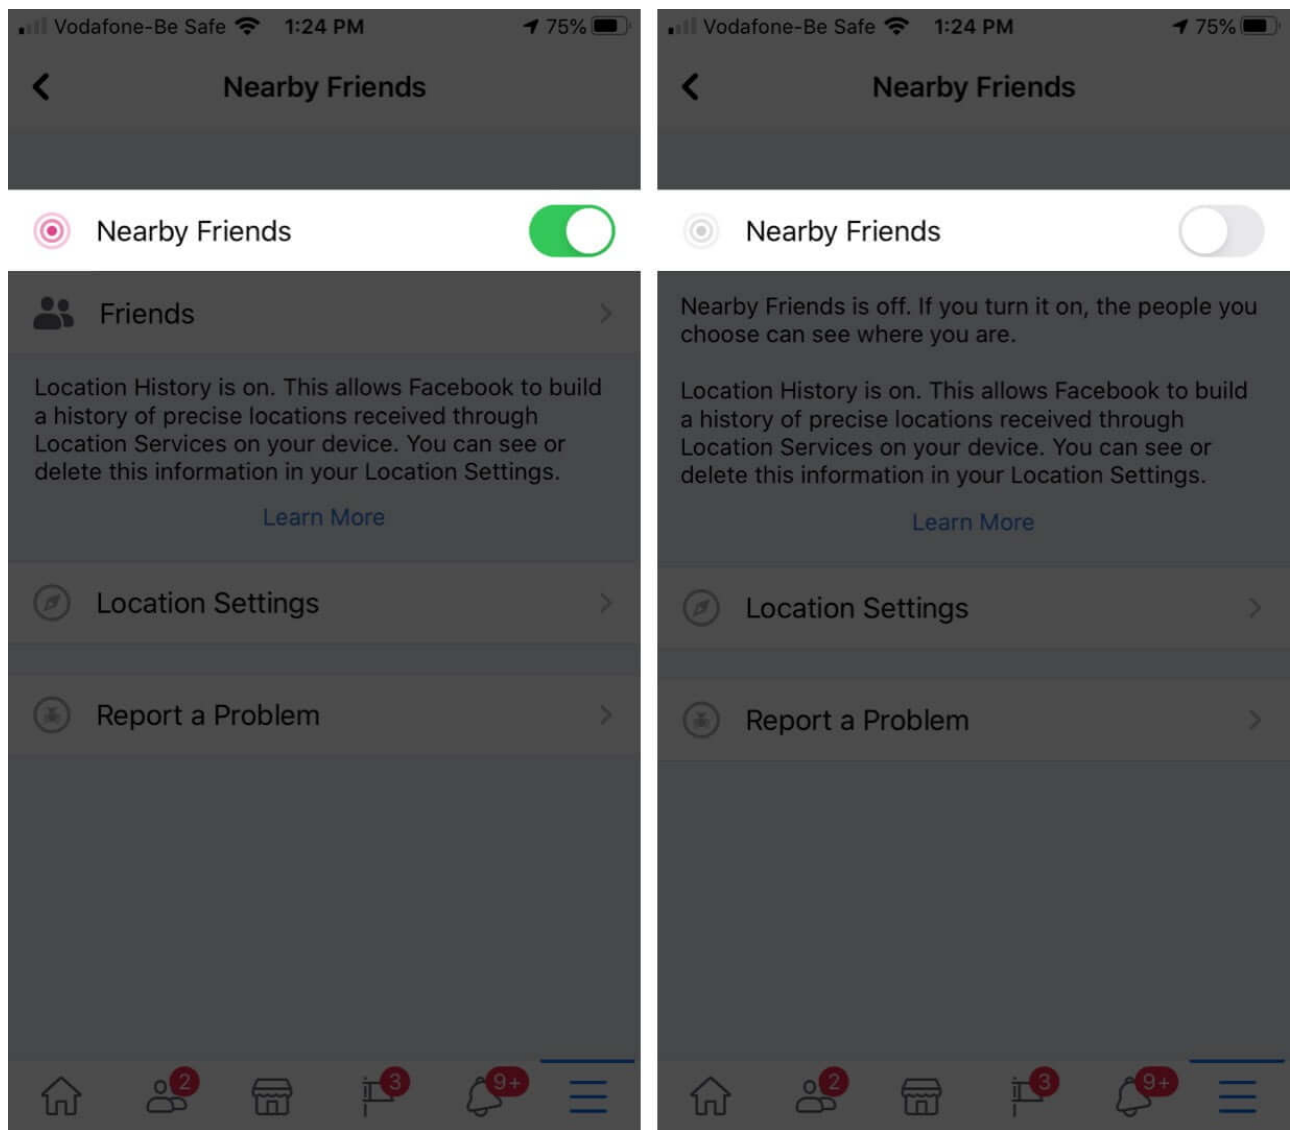 Vodafone-Be Safe 1:24 PM 75%
Nearby Friends
Nearby Friends
Friends
Location History is on. This allows Facebook to build
a history of precise locations received through
Location Services on your device. You can see or
delete this information in your Location Settings.
Learn More
Location Settings
Report a Problem
2 3 9+
Vodafone-Be Safe 1:24 PM 75%
Nearby Friends
Nearby Friends
Nearby Friends is off. If you turn it on, the people you
choose can see where you are.
Location History is on. This allows Facebook to build
a history of precise locations received through
Location Services on your device. You can see or
delete this information in your Location Settings.
Learn More
Location Settings
Report a Problem
2 3 9+